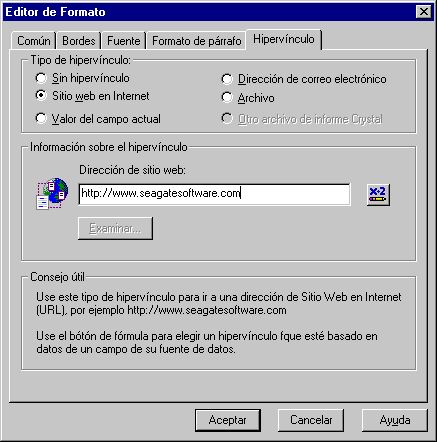 Editor de Formato
Común Bordes Fuente Formato de párrafo Hipervínculo
Tipo de hipervínculo:
Sin hipervínculo Dirección de correo electrónico
Sitio web en Internet Archivo
Valor del campo actual Otro archivo de informe Crystal
Información sobre el hipervínculo
Dirección de sitio web:
http://www.seagatesoftware.com X+2
Examinar...
Consejo útil
Use este tipo de hipervínculo para ir a una dirección de Sitio Web en Internet
(URL), por ejemplo http://www.seagatesoftware.com
Use el bótón de fórmula para elegir un hipervínculo fque esté basado en
datos de un campo de su fuente de datos.
Aceptar Cancelar Ayuda